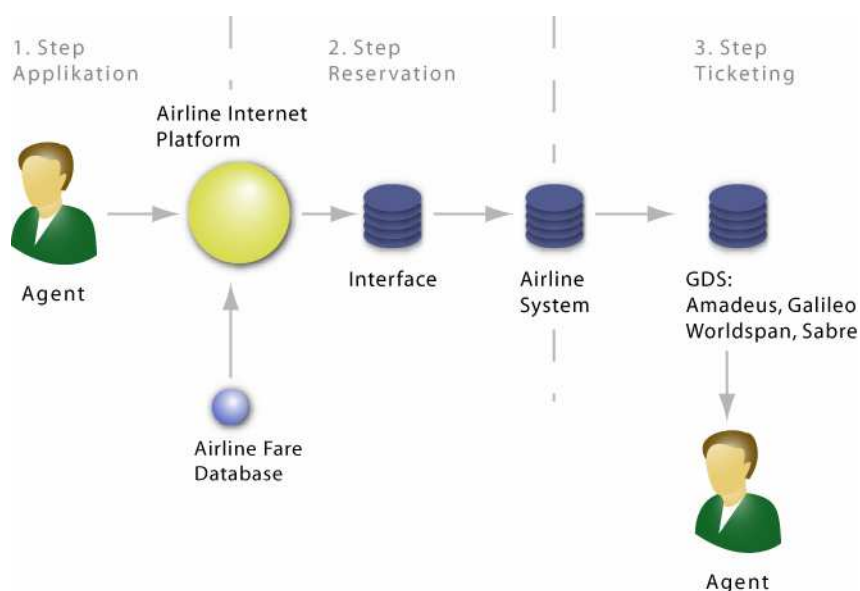 1. Step
Applikation
2. Step
Reservation
3. Step
Ticketing
Airline Internet
Platform
Agent
Interface
Airline
System
GDS:
Amadeus, Galileo
Worldspan, Sabre
Airline Fare
Database
Agent